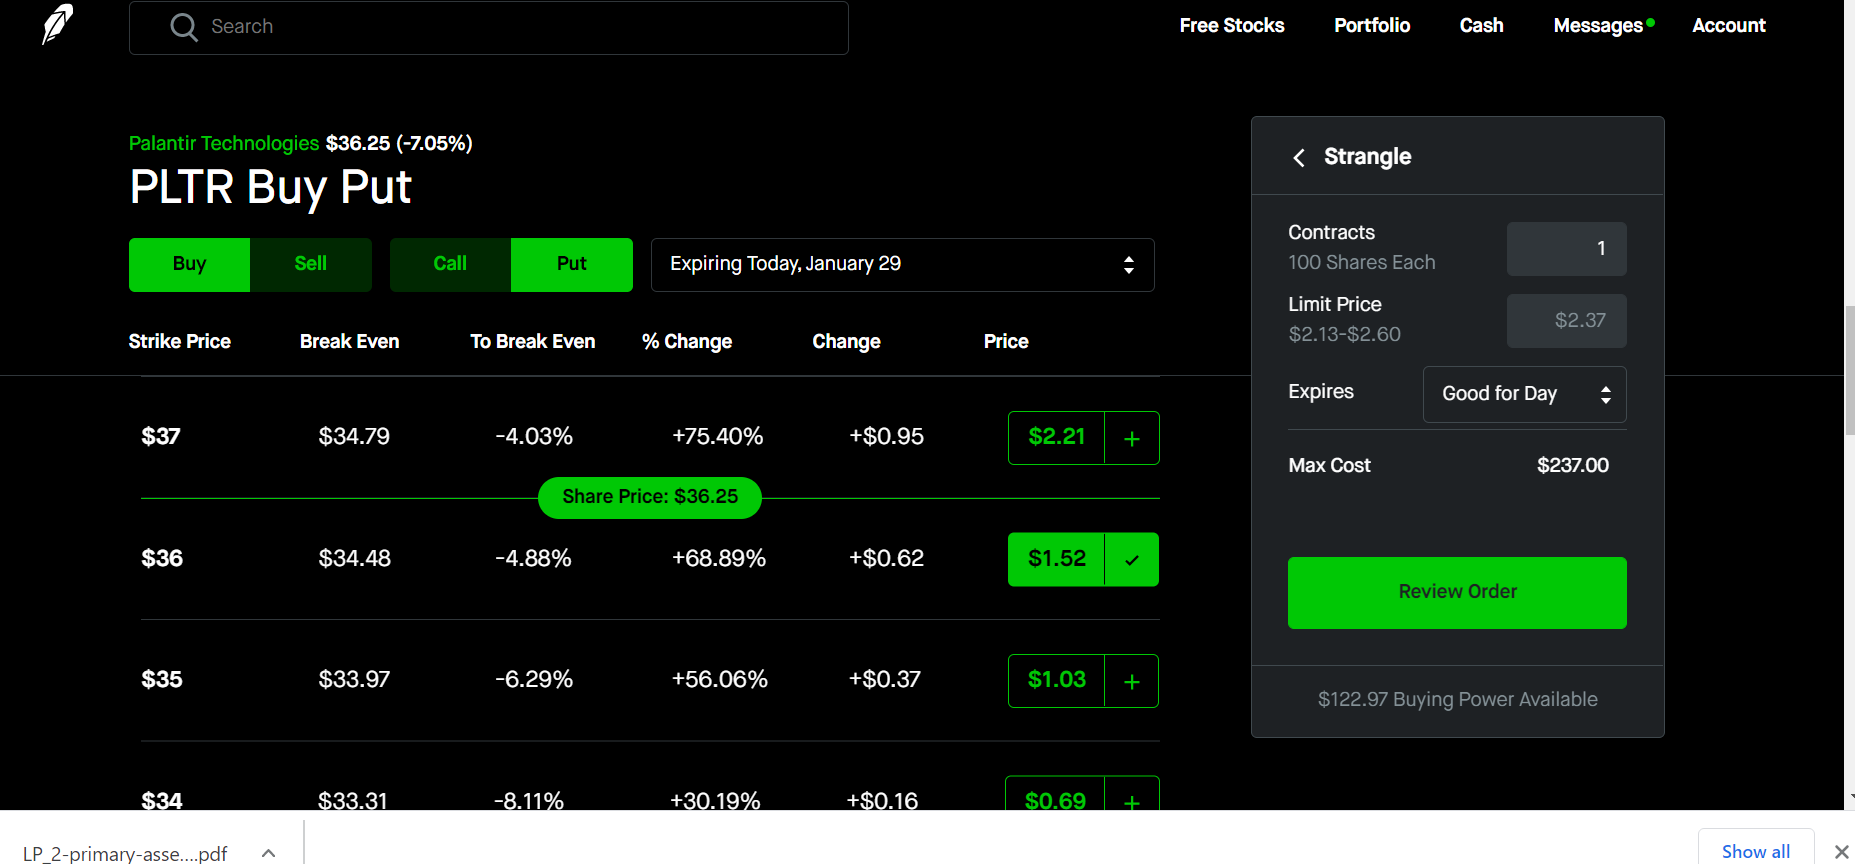 Search
Free Stocks Portfolio Cash Messages Account
Palantir Technologies $36.25 (-7.05%)
PLTR Buy Put
Buy Sell Call Put Expiring Today, January 29
Strike Price Break Even To Break Even % Change Change Price
$37 $34.79 -4.03% +75.40% +$0.95 $2.21 +
Share Price: $36.25
$36 $34.48 -4.88% +68.89% +$0.62 $1.52 ✓
$35 $33.97 -6.29% +56.06% +$0.37 $1.03 +
$34 $33.31 -8.11% +30.19% +$0.16 $0.69 +
Strangle
Contracts 1
100 Shares Each
Limit Price $2.37
$2.13-$2.60
Expires Good for Day
Max Cost $237.00
Review Order
$122.97 Buying Power Available
LP_2-primary-asse....pdf
Show all